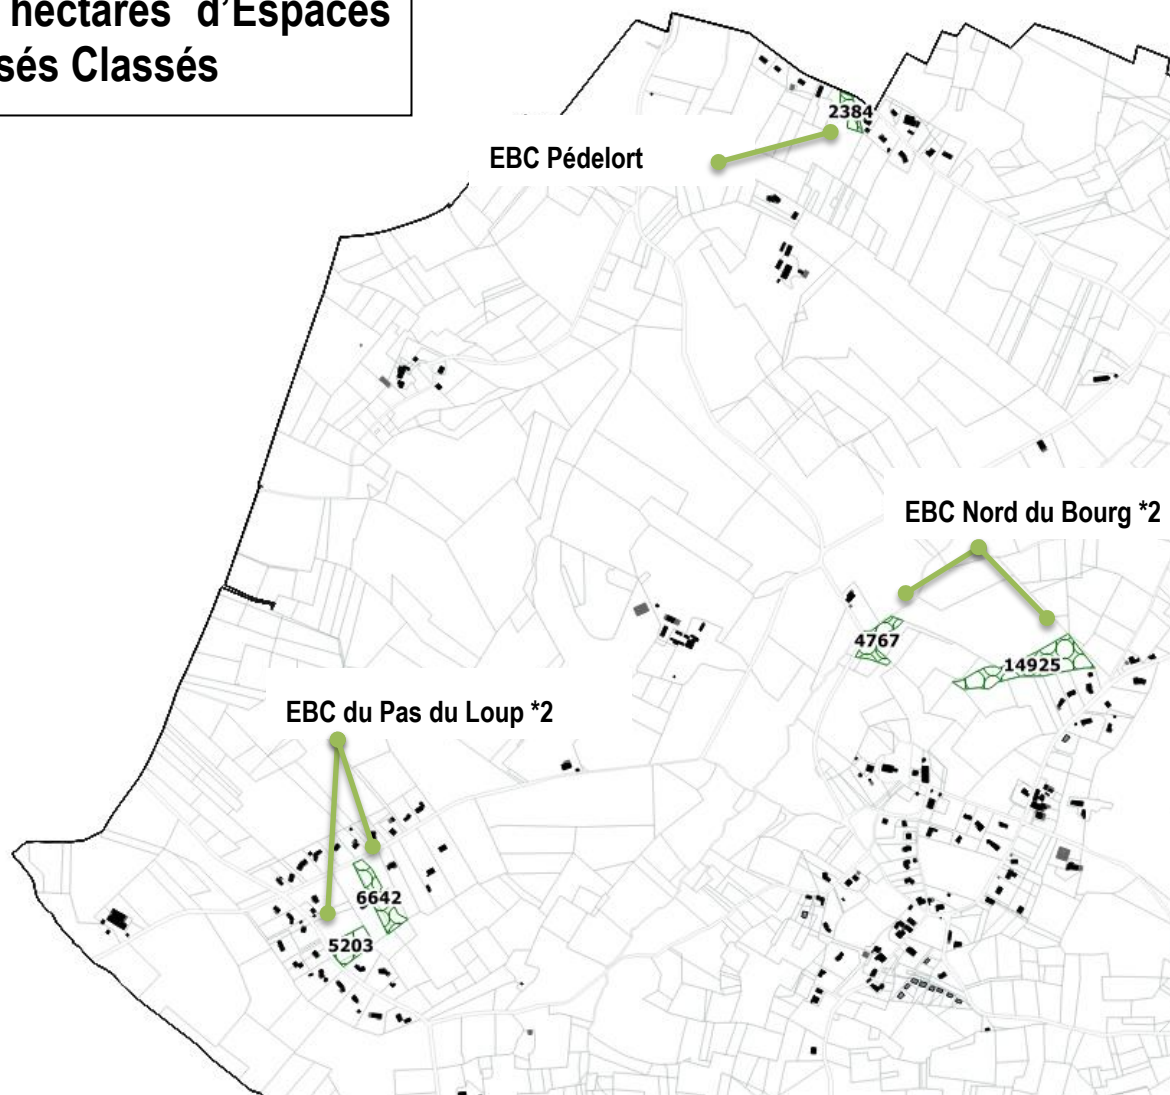 hectares d'Espaces
Classés
2384
EBC Pédelort
EBC Nord du Bourg *2
4767
14925
EBC du Pas du Loup *2
6642
5203